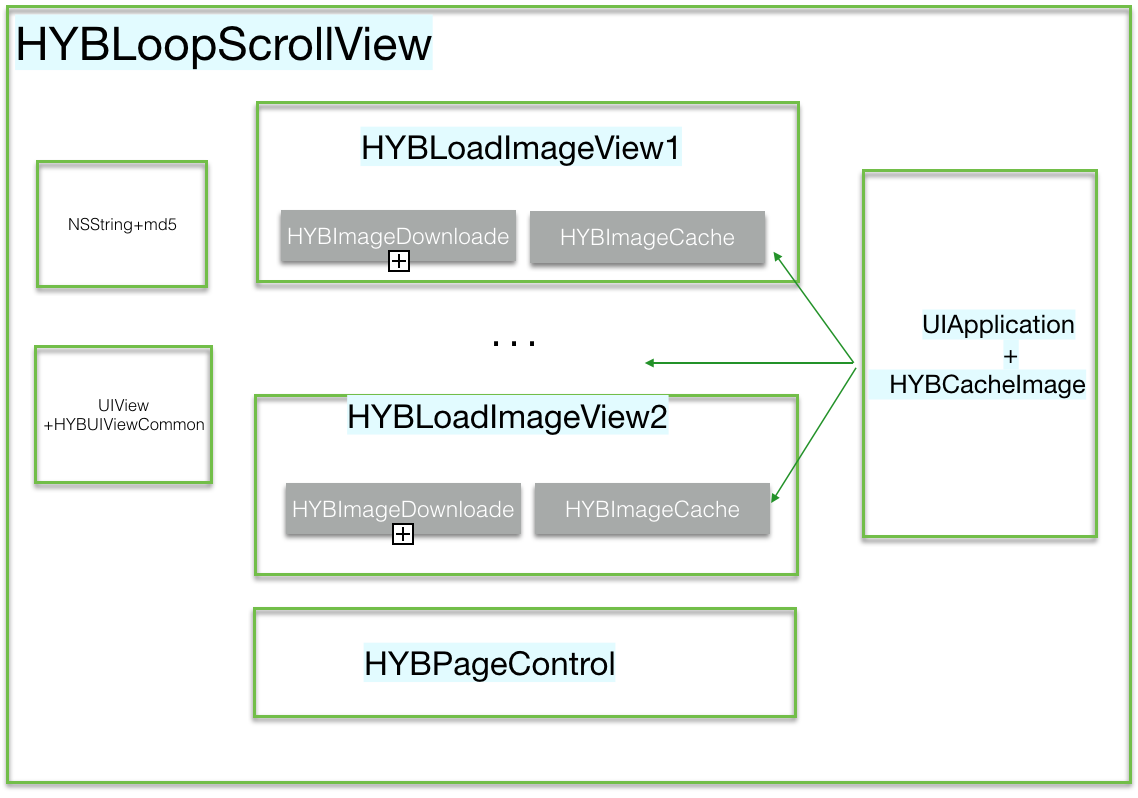 HYBLoopScrollView
HYBLoadImageView1
NSString+md5
HYBImageDownloade
HYBImageCache
UIApplication
+
HYBCacheImage
...
UIView
+HYBUIViewCommon
HYBLoadImageView2
HYBImageDownloade
HYBImageCache
HYBPageControl